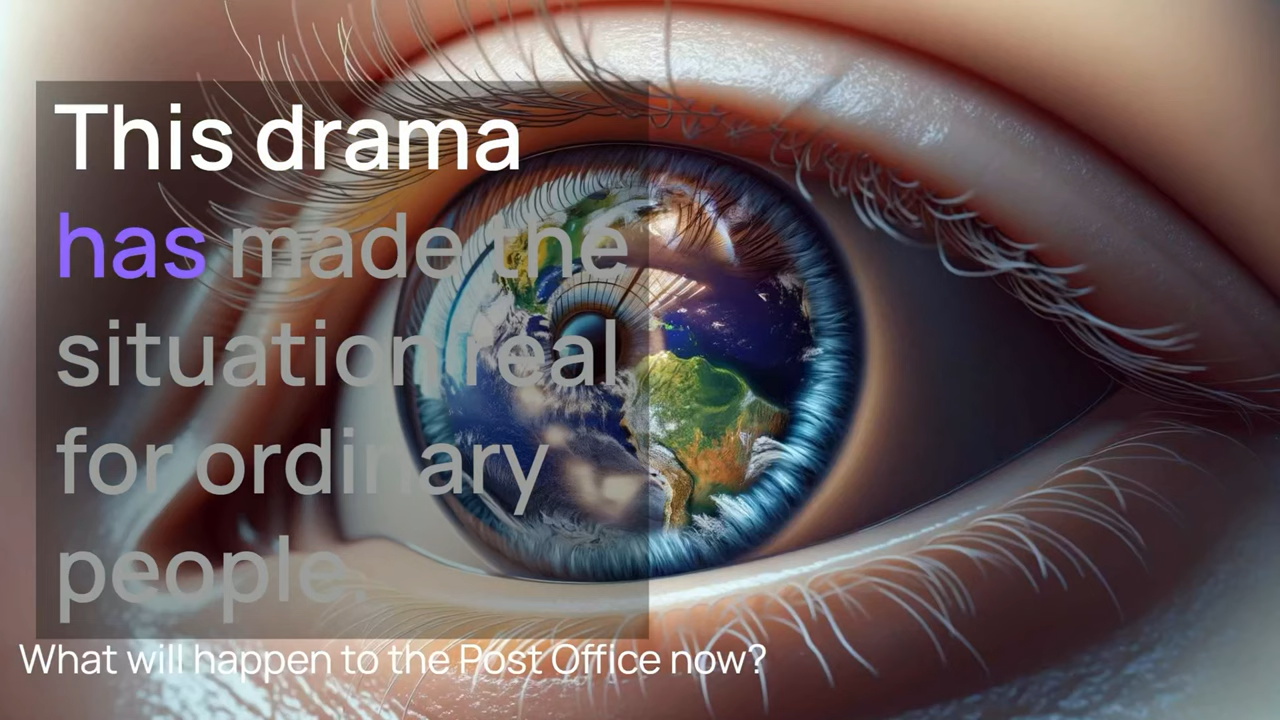 This drama
has made the
situation real
for ordinary
people.
What will happen to the Post Office now?